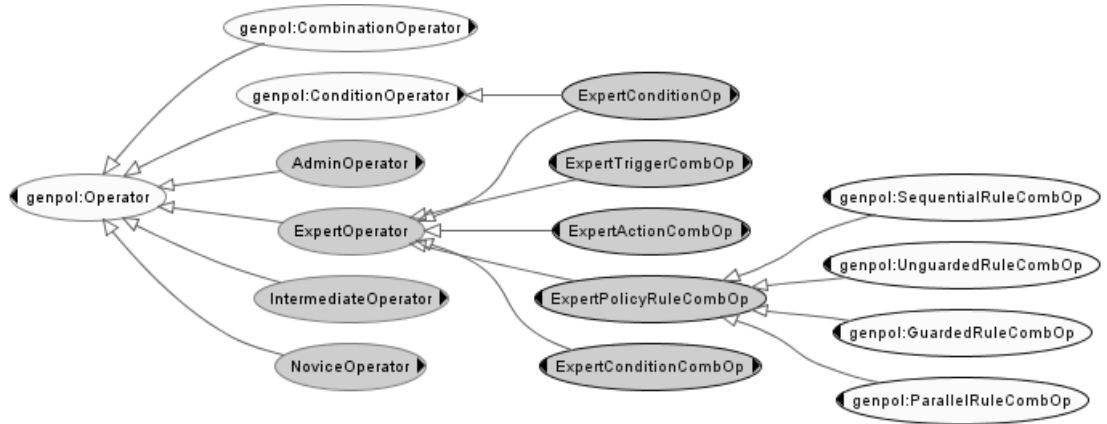 genpol:CombinationOperator
genpol:ConditionOperator
ExpertConditionOp
AdminOperator
ExpertTriggerCombOp
genpol:Operator
genpol:SequentialRuleCombOp
ExpertOperator
ExpertActionCombOp
genpol:UnguardedRuleCombOp
IntermediateOperator
ExpertPolicyRuleCombOp
genpol:GuardedRuleCombOp
NoviceOperator
ExpertConditionCombOp
genpol:ParallelRuleCombOp